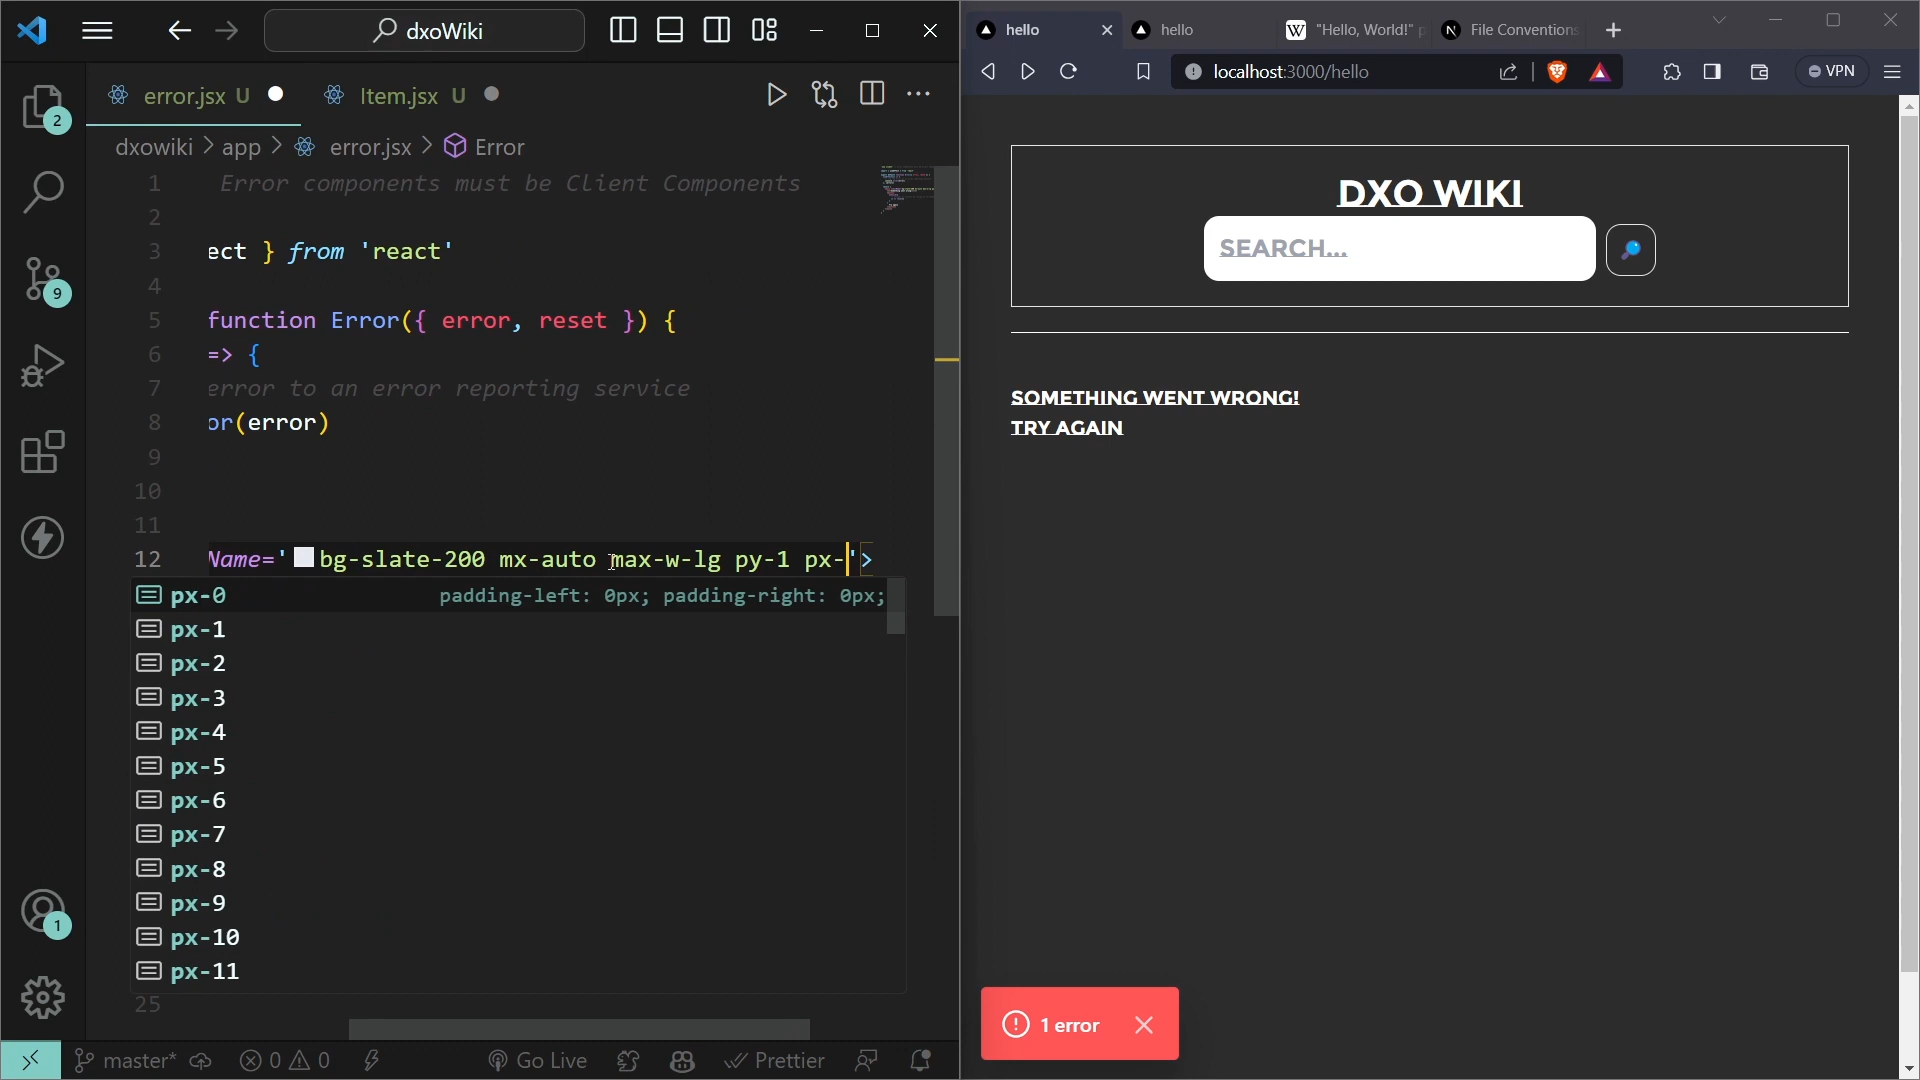 dxoWiki
error.jsx U
Item.jsx U
dxowiki > app > error.jsx > Error
1 Error components must be Client Components
2
3 ect } from 'react'
4
5 function Error({ error, reset }) {
6 => {
7 error to an error reporting service
8 or(error)
9
10
11
12 Name='bg-slate-200 mx-auto max-w-lg py-1 px-'>
px-0 padding-left: 0px; padding-right: 0px;
px-1
px-2
px-3
px-4
px-5
px-6
px-7
px-8
px-9
px-10
px-11
25
2
9
1
master* 0 0 Go Live Prettier
hello
hello
"Hello, World!" p
File Conventions
localhost:3000/hello
VPN
DXO WIKI
SEARCH...
SOMETHING WENT WRONG!
TRY AGAIN
1 error